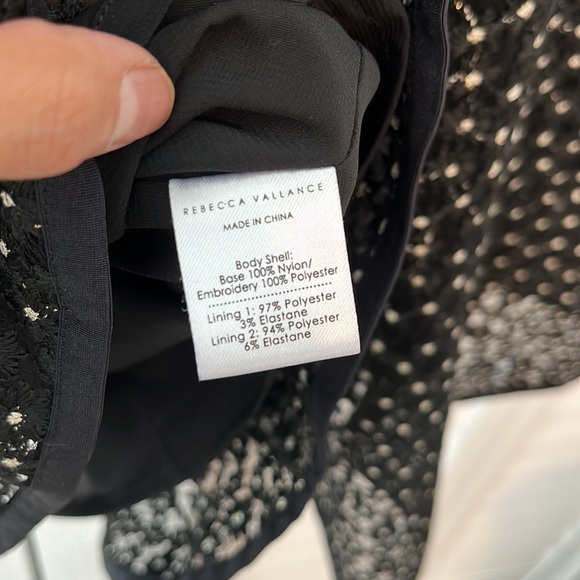 REBECCA VALLANCE
MADE IN CHINA
Body Shell:
Base 100% Nylon/
Embroidery 100% Polyester
Lining 1: 97% Polyester
3% Elastane
Lining 2: 94% Polyester
6% Elastane